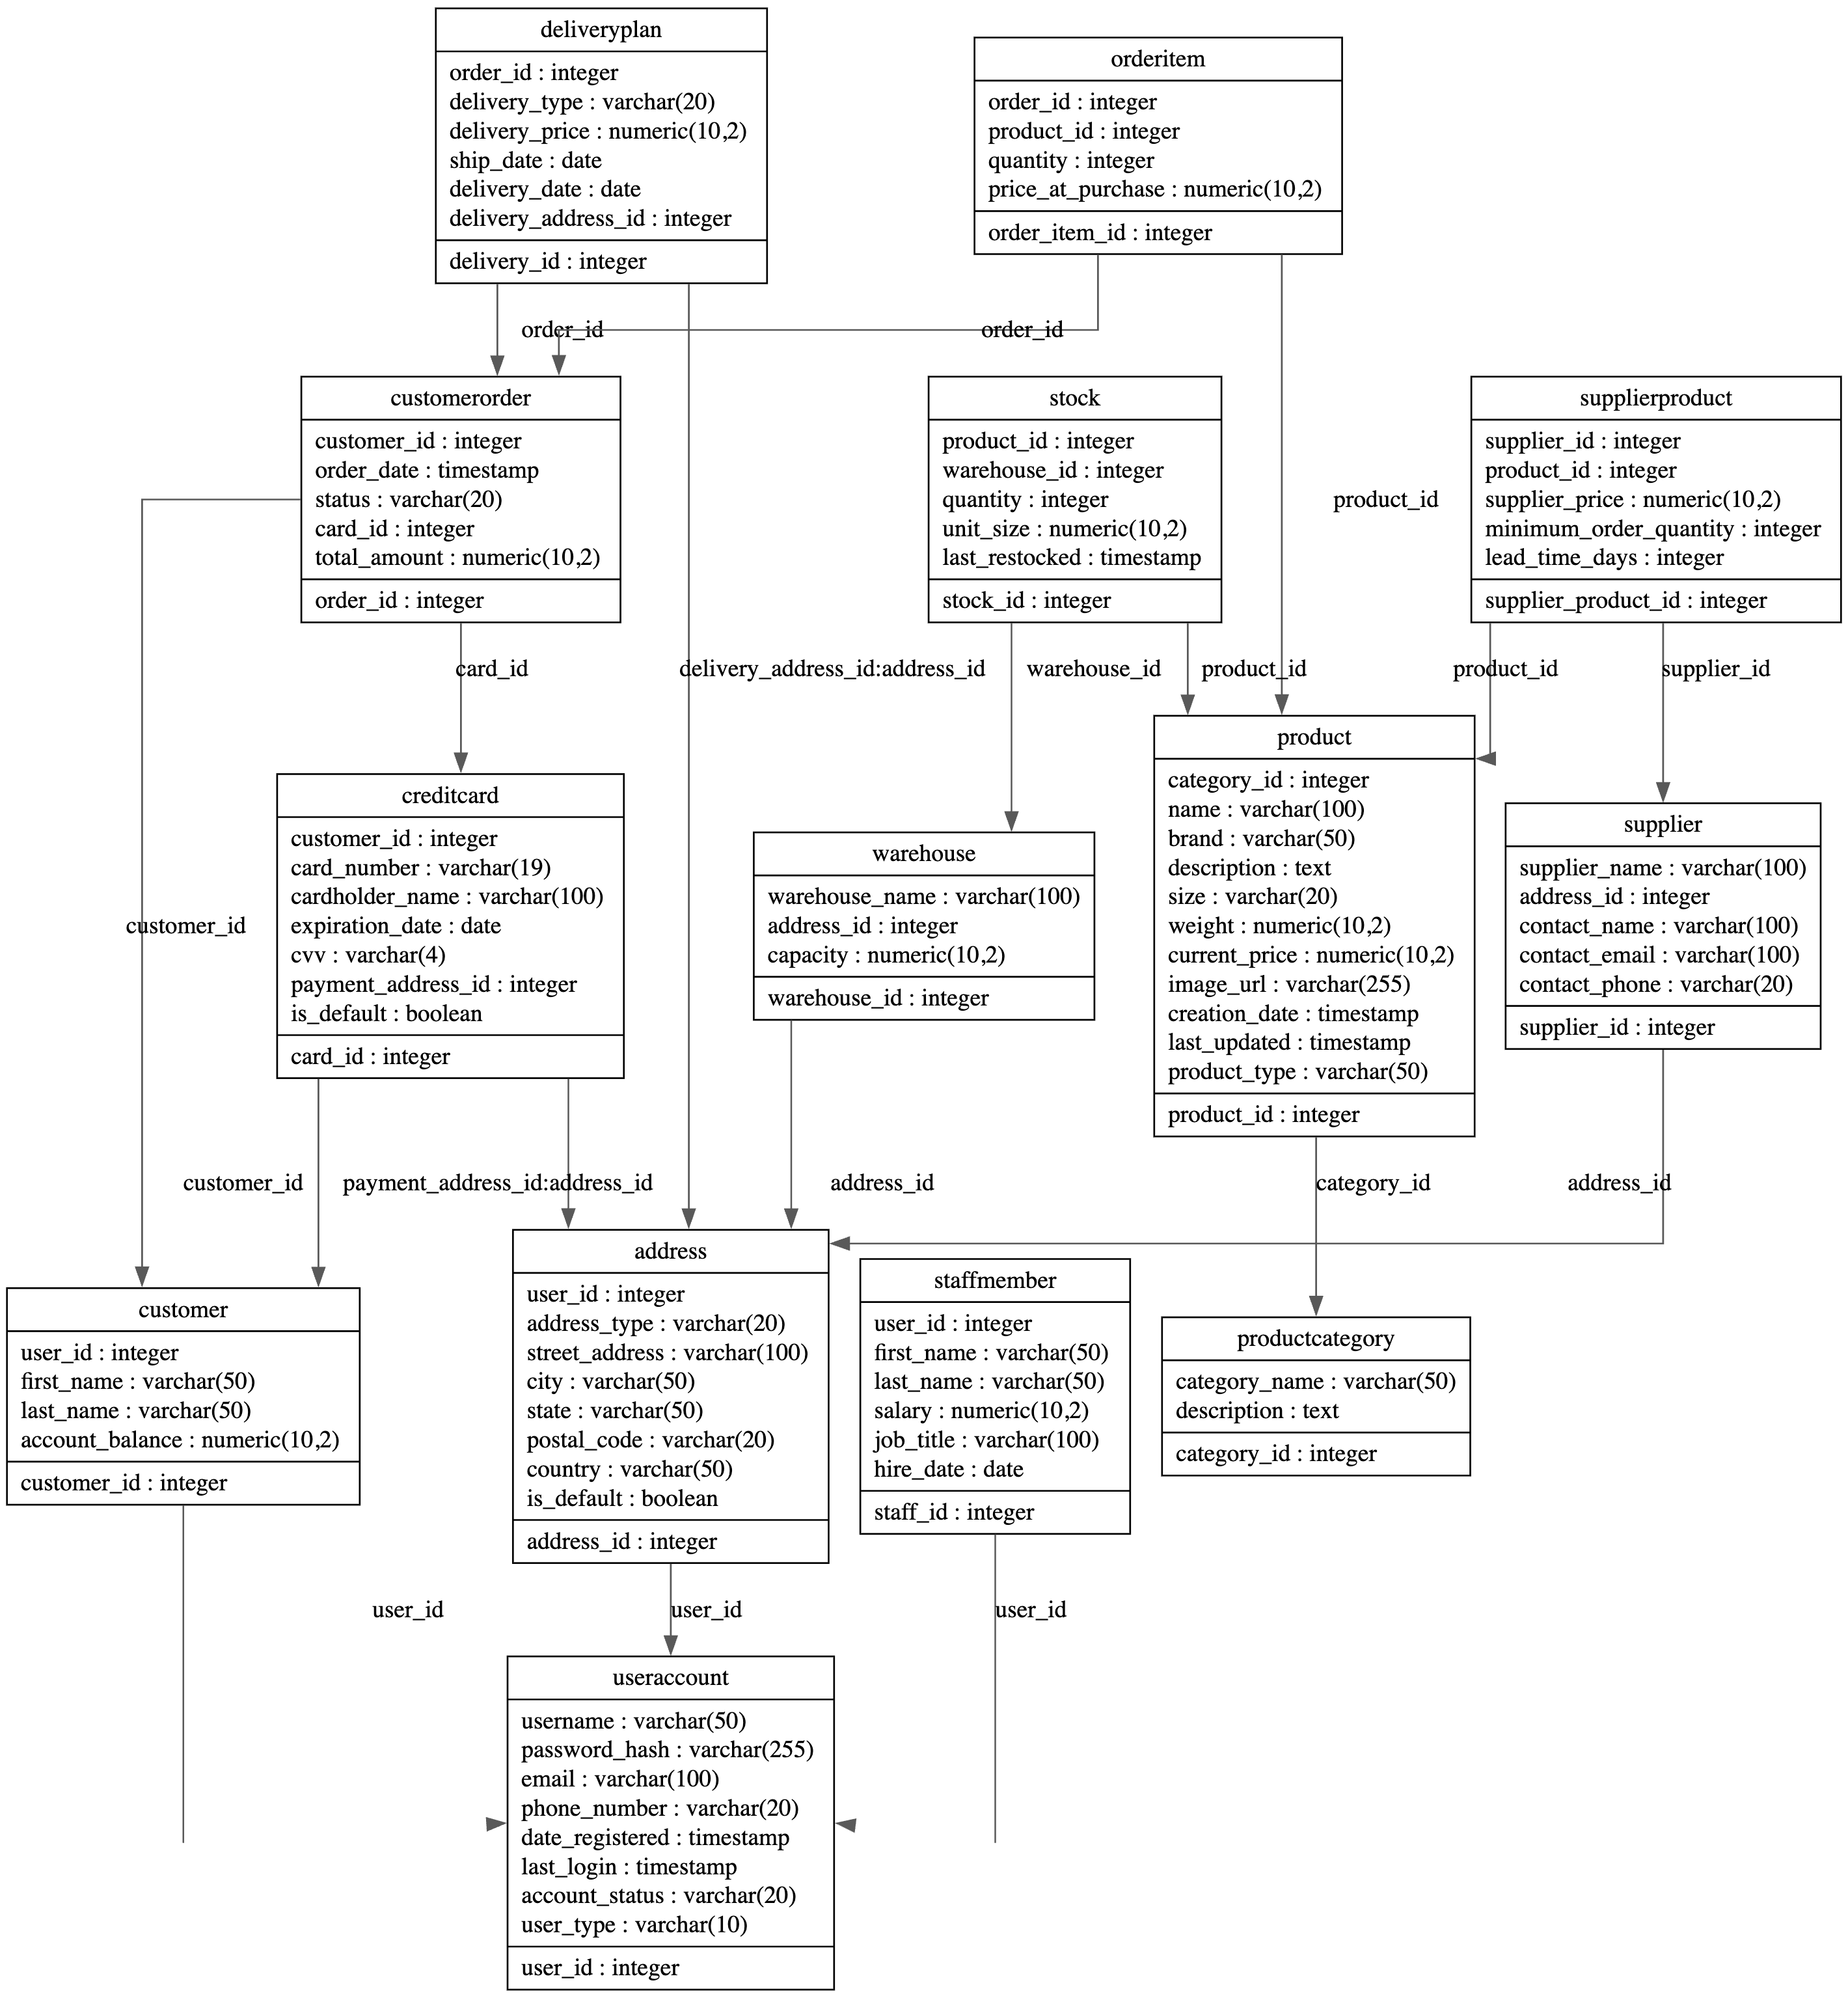 deliveryplan
order_id : integer
delivery_type : varchar(20)
delivery_price : numeric(10,2)
ship_date : date
delivery_date : date
delivery_address_id : integer
delivery_id : integer
orderitem
order_id : integer
product_id : integer
quantity : integer
price_at_purchase : numeric(10,2)
order_item_id : integer
order_id
order_id
customerorder
customer_id : integer
order_date : timestamp
status : varchar(20)
card_id : integer
total_amount : numeric(10,2)
order_id : integer
stock
product_id : integer
warehouse_id : integer
quantity : integer
unit_size : numeric(10,2)
last_restocked : timestamp
stock_id : integer
product_id
supplierproduct
supplier_id : integer
product_id : integer
supplier_price : numeric(10,2)
minimum_order_quantity : integer
lead_time_days : integer
supplier_product_id : integer
card_id
delivery_address_id:address_id
warehouse_id
product_id
product_id
supplier_id
creditcard
customer_id : integer
card_number : varchar(19)
cardholder_name : varchar(100)
expiration_date : date
cvv : varchar(4)
payment_address_id : integer
is_default : boolean
card_id : integer
customer_id
warehouse
warehouse_name : varchar(100)
address_id : integer
capacity : numeric(10,2)
warehouse_id : integer
product
category_id : integer
name : varchar(100)
brand : varchar(50)
description : text
size : varchar(20)
weight : numeric(10,2)
current_price : numeric(10,2)
image_url : varchar(255)
creation_date : timestamp
last_updated : timestamp
product_type : varchar(50)
product_id : integer
supplier
supplier_name : varchar(100)
address_id : integer
contact_name : varchar(100)
contact_email : varchar(100)
contact_phone : varchar(20)
supplier_id : integer
customer_id
payment_address_id:address_id
address_id
category_id
address_id
customer
user_id : integer
first_name : varchar(50)
last_name : varchar(50)
account_balance : numeric(10,2)
customer_id : integer
address
user_id : integer
address_type : varchar(20)
street_address : varchar(100)
city : varchar(50)
state : varchar(50)
postal_code : varchar(20)
country : varchar(50)
is_default : boolean
address_id : integer
staffmember
user_id : integer
first_name : varchar(50)
last_name : varchar(50)
salary : numeric(10,2)
job_title : varchar(100)
hire_date : date
staff_id : integer
productcategory
category_name : varchar(50)
description : text
category_id : integer
user_id
user_id
user_id
useraccount
username : varchar(50)
password_hash : varchar(255)
email : varchar(100)
phone_number : varchar(20)
date_registered : timestamp
last_login : timestamp
account_status : varchar(20)
user_type : varchar(10)
user_id : integer